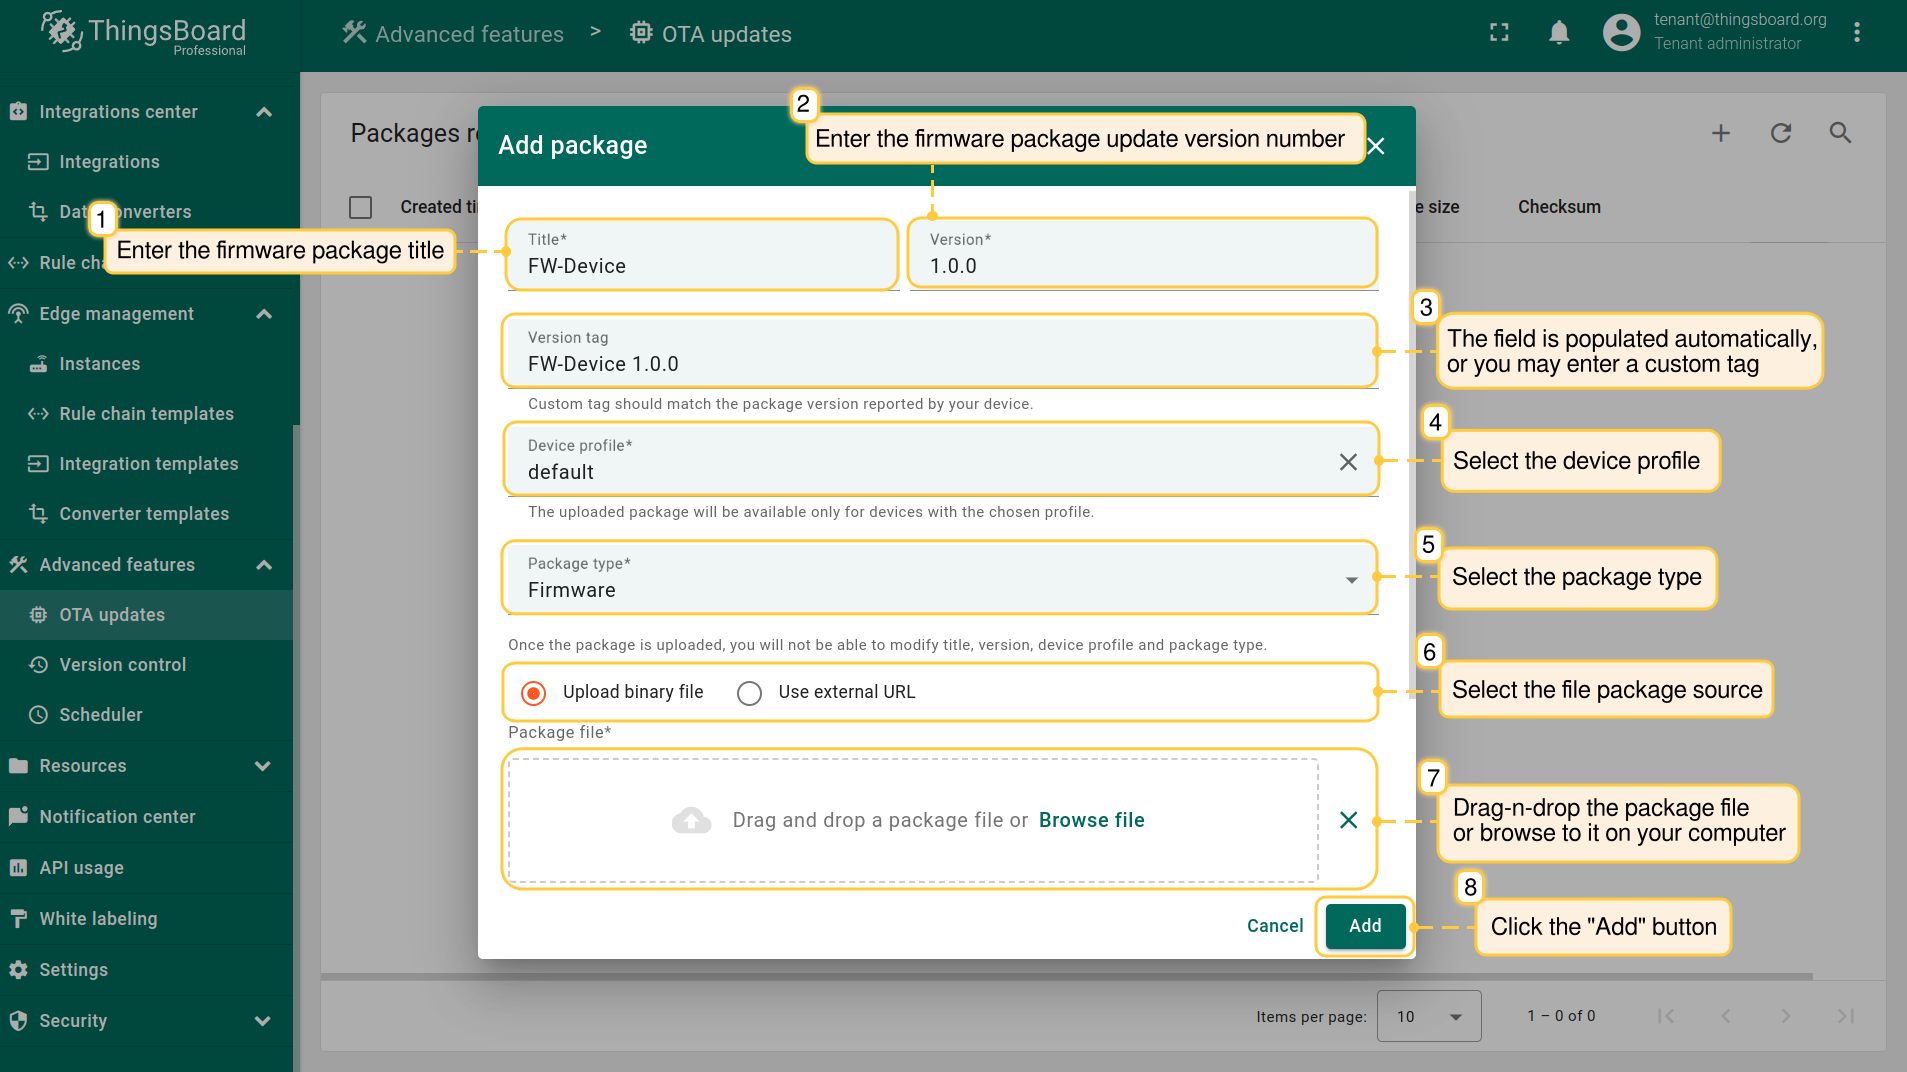 ThingsBoard
Professional
Advanced features > OTA updates
tenant@thingsboard.org
Tenant administrator
Integrations center
Integrations
Dat nverters
Rule cha
Edge management
Instances
Rule chain templates
Integration templates
Converter templates
Advanced features
OTA updates
Version control
Scheduler
Resources
Notification center
API usage
White labeling
Settings
Security
Packages re
Created ti
e size
Checksum
Add package
2
Enter the firmware package update version number
1
Enter the firmware package title
Title*
FW-Device
Version*
1.0.0
3
The field is populated automatically,
or you may enter a custom tag
Version tag
FW-Device 1.0.0
Custom tag should match the package version reported by your device.
4
Select the device profile
Device profile*
default
The uploaded package will be available only for devices with the chosen profile.
5
Select the package type
Package type*
Firmware
Once the package is uploaded, you will not be able to modify title, version, device profile and package type.
6
Select the file package source
Upload binary file
Use external URL
Package file*
7
Drag-n-drop the package file
or browse to it on your computer
Drag and drop a package file or Browse file
8
Click the "Add" button
Cancel
Add
Items per page: 10
1 – 0 of 0